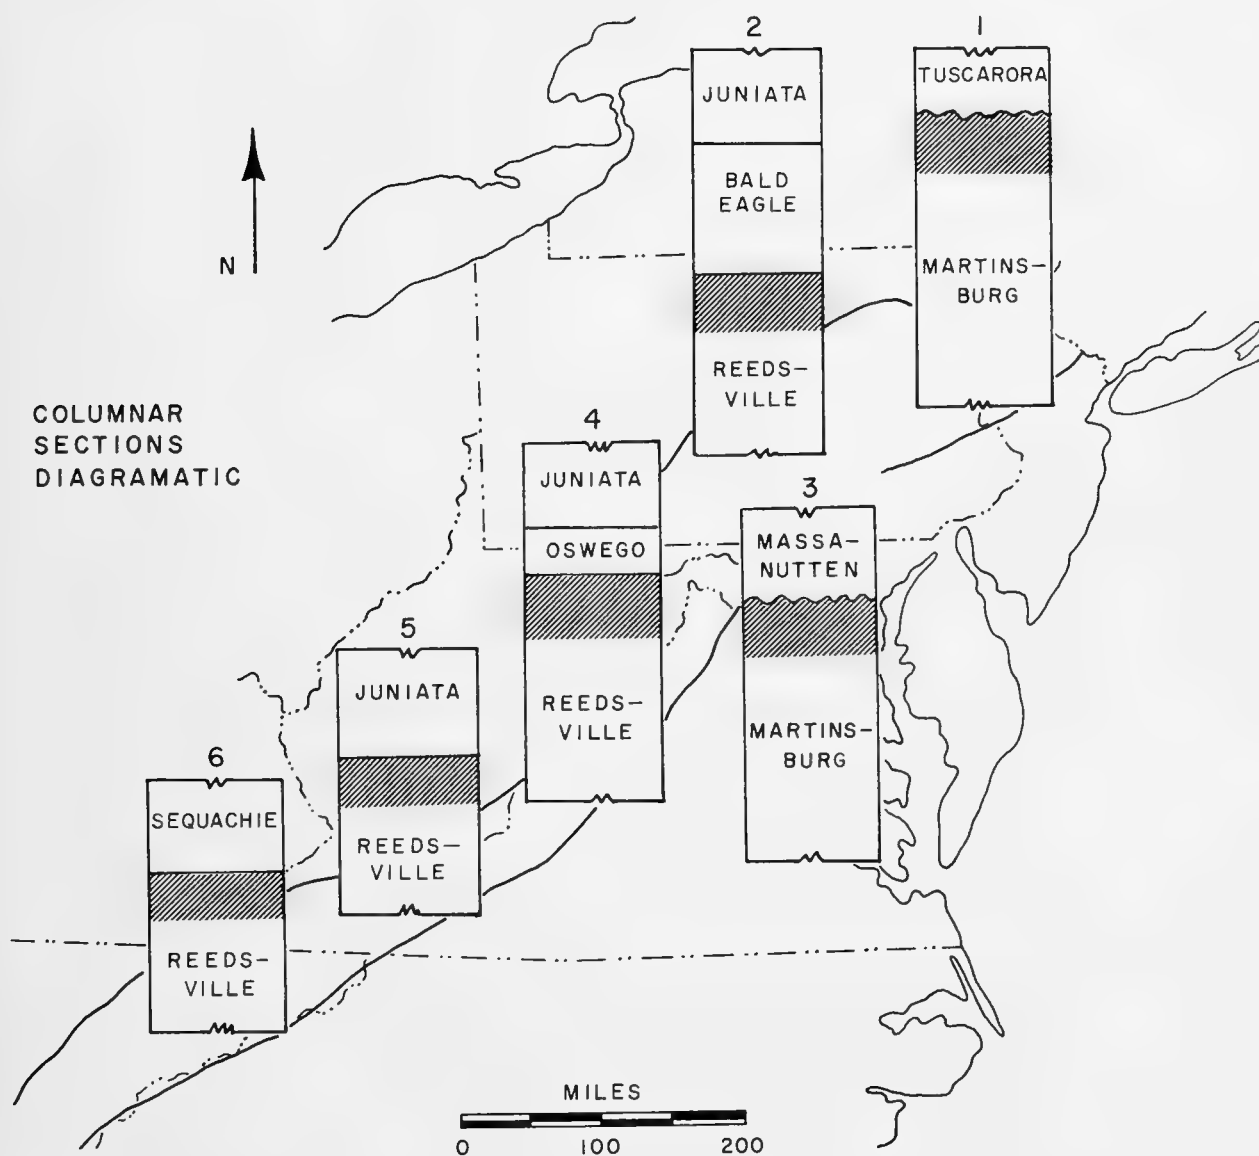 2
1
JUNIATA
TUSCARORA
BALD
EAGLE
N
MARTINS-
BURG
REEDS-
VILLE
COLUMNAR
SECTIONS
DIAGRAMATIC
4
JUNIATA
OSWEGO
3
MASSA-
NUTTEN
5
JUNIATA
REEDS-
VILLE
MARTINS-
BURG
6
SEQUACHIE
REEDS-
VILLE
REEDS-
VILLE
MILES
0 100 200